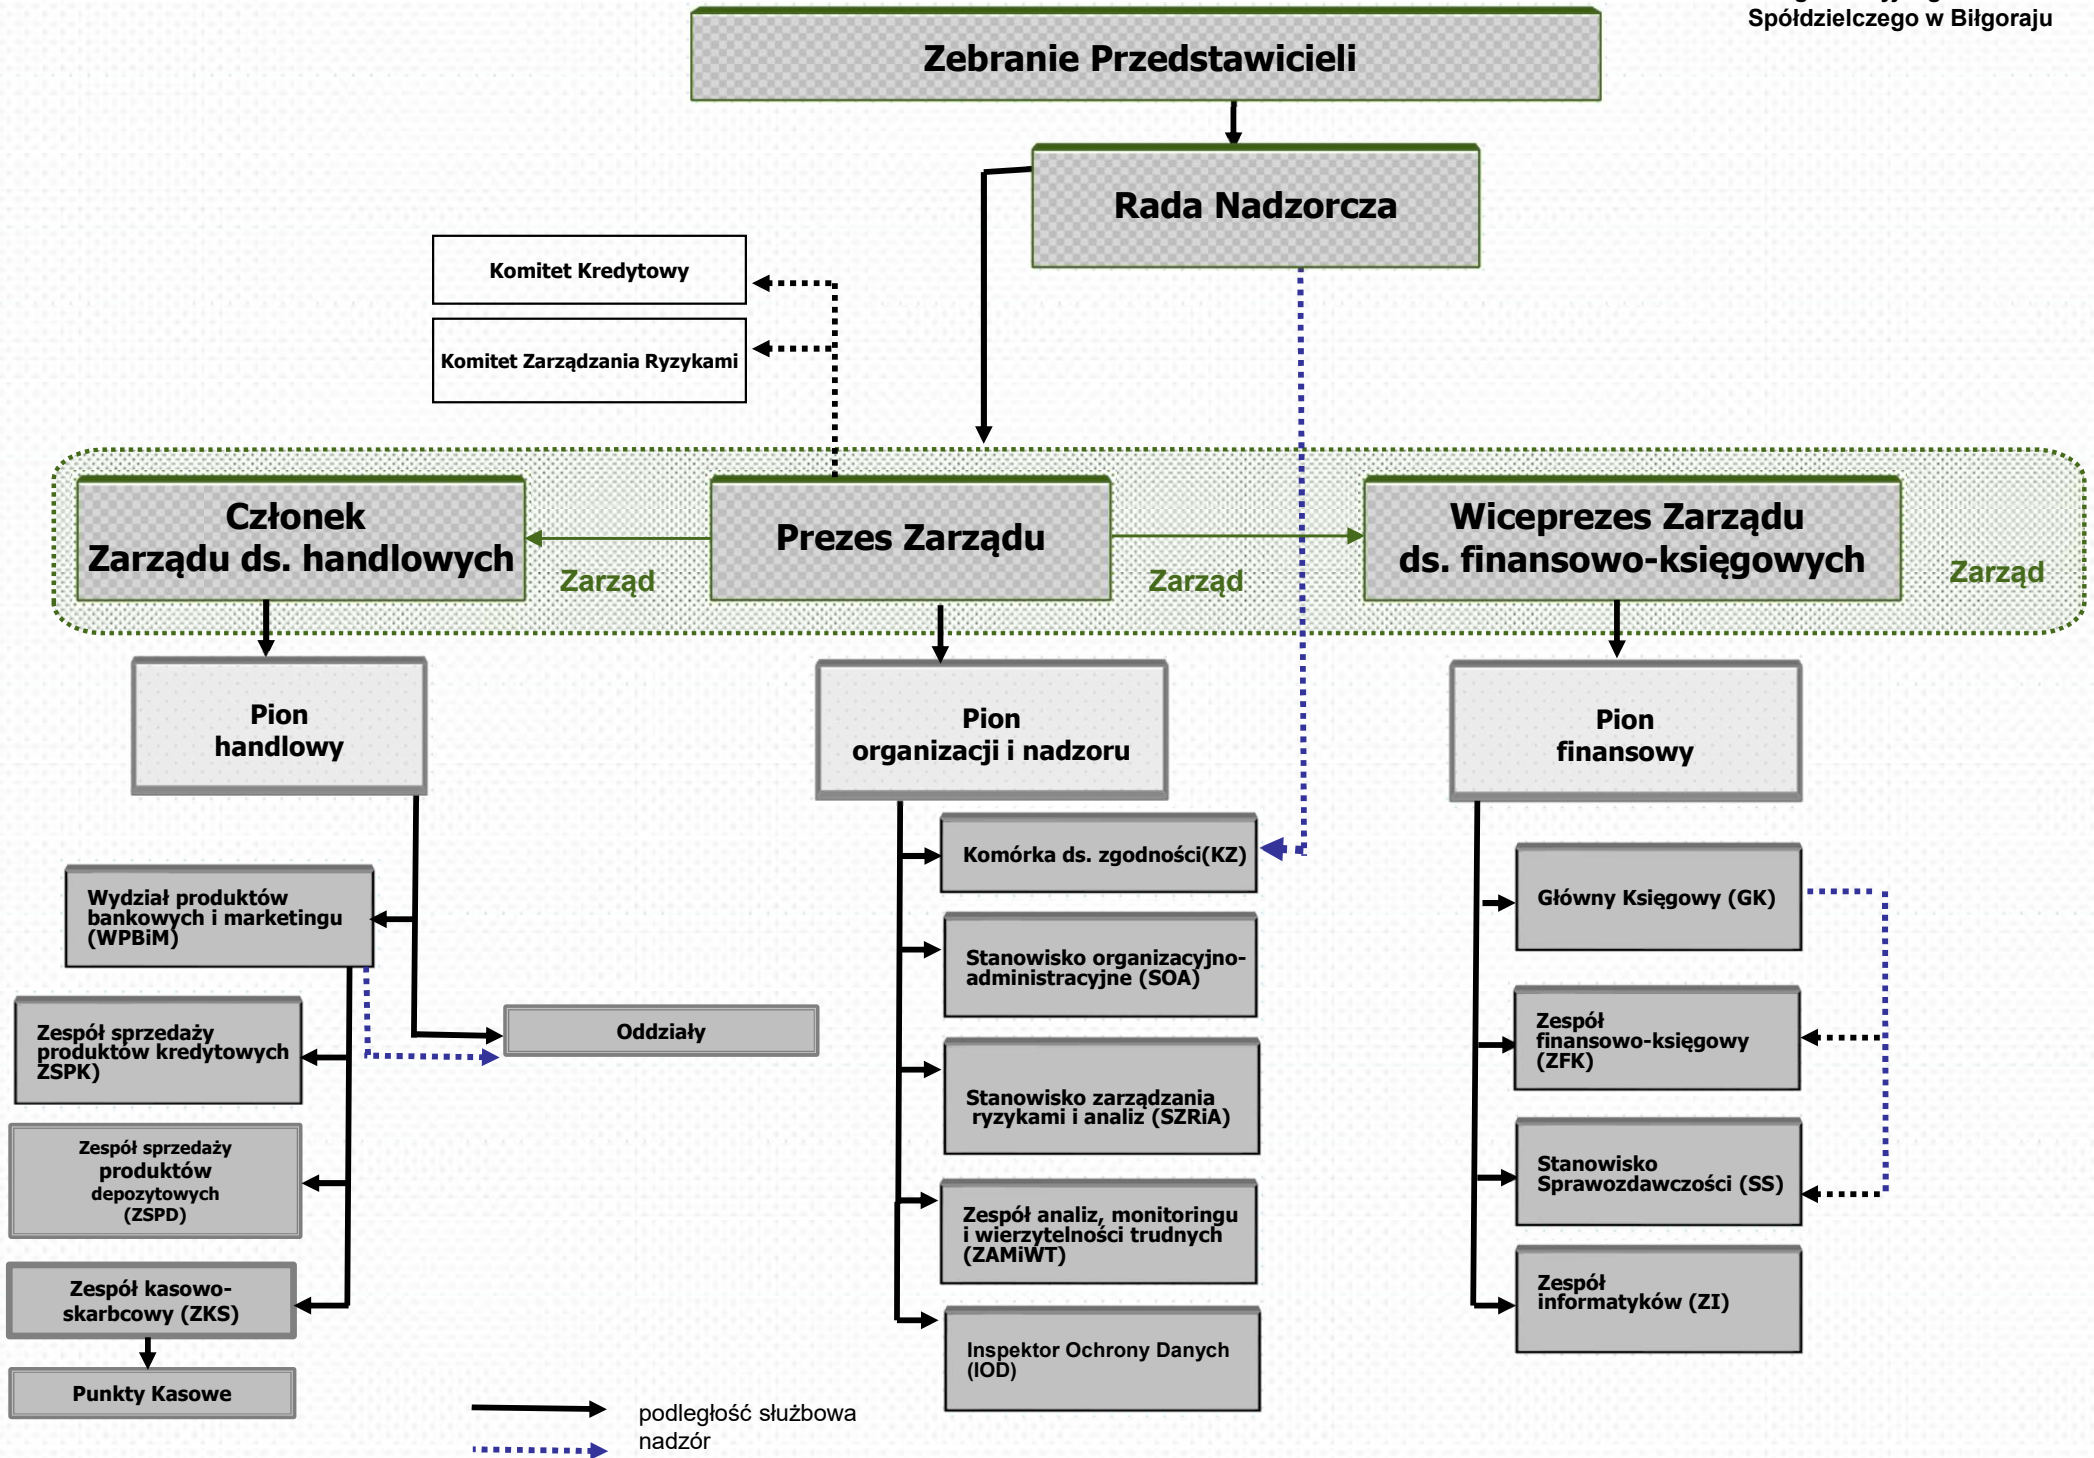 Spółdzielczego w Biłgoraju
Zebranie Przedstawicieli
Rada Nadzorcza
Komitet Kredytowy
Komitet Zarządzania Ryzykami
Członek
Zarządu ds. handlowych
Zarząd
Prezes Zarządu
Zarząd
Wiceprezes Zarządu
ds. finansowo-księgowych
Zarząd
Pion
handlowy
Pion
organizacji i nadzoru
Pion
finansowy
Wydział produktów
bankowych i marketingu
(WPBiM)
Zespół sprzedaży
produktów kredytowych
ZSPK)
Zespół sprzedaży
produktów
depozytowych
(ZSPD)
Zespół kasowo-
skarbcowy (ZKS)
Punkty Kasowe
Oddziały
Komórka ds. zgodności(KZ)
Stanowisko organizacyjno-
administracyjne (SOA)
Stanowisko zarządzania
ryzykami i analiz (SZRiA)
Zespół analiz, monitoringu
i wierzytelności trudnych
(ZAMiWT)
Inspektor Ochrony Danych
(IOD)
Główny Księgowy (GK)
Zespół
finansowo-księgowy
(ZFK)
Stanowisko
Sprawozdawczości (SS)
Zespół
informatyków (ZI)
podległość służbowa
nadzór